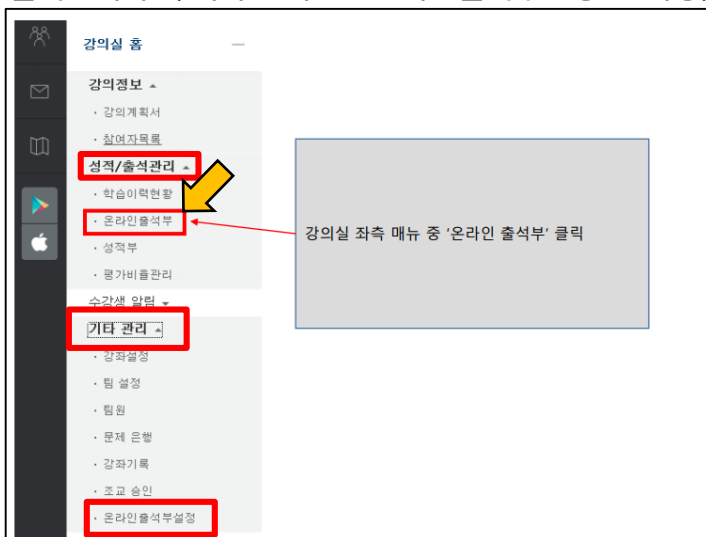 강의실 홈
강의정보
· 강의계획서
· 참여자목록
성적/출석관리
· 학습이력현황
· 온라인출석부
· 성적부
· 평가비율관리
수강생 알림
기타 관리
· 강좌설정
· 팀 설정
· 팀원
· 문제 은행
· 강좌기록
· 조교 승인
· 온라인출석부설정
강의실 좌측 매뉴 중 '온라인 출석부' 클릭